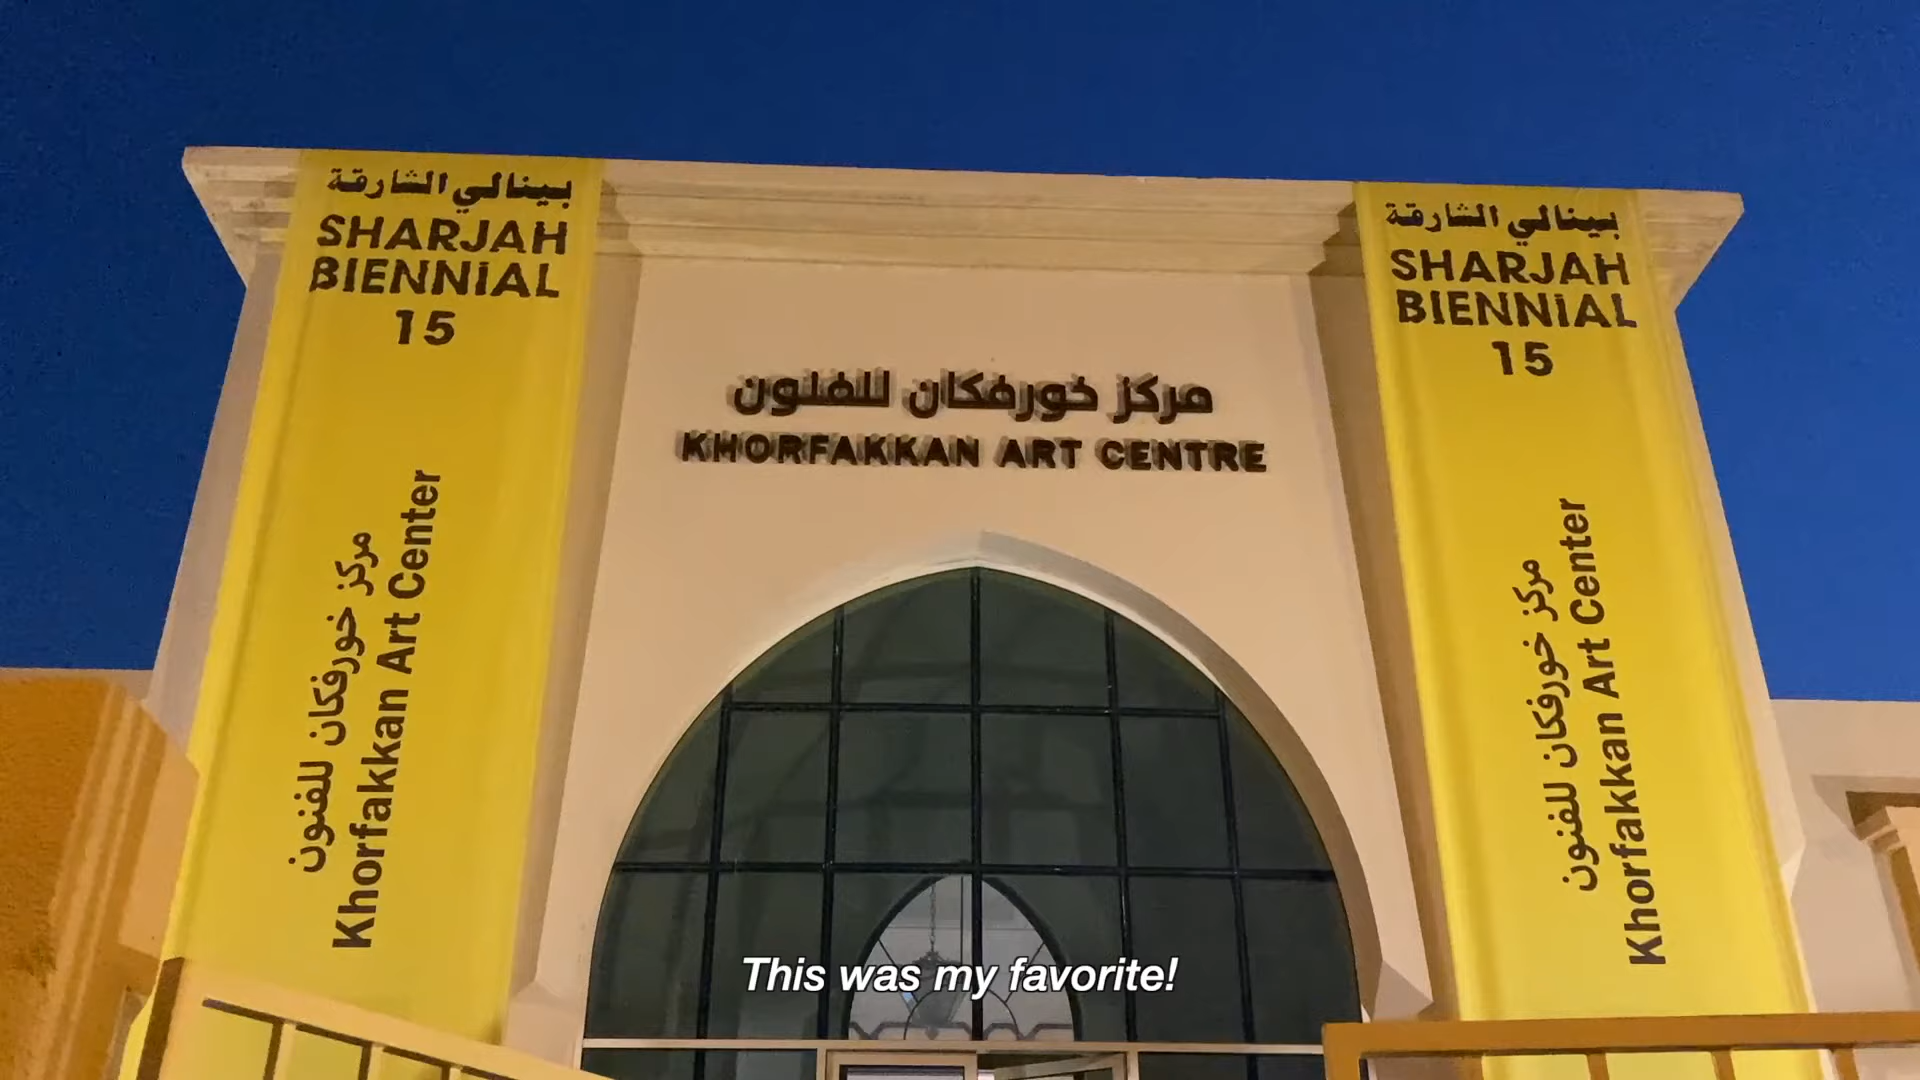 بينالي الشارقة
SHARJAH
BIENNIAL
15
مركز خورفكان للفنون
Khorfakkan Art Center
مركز خورفكان للفنون
KHORFAKKAN ART CENTRE
بينالي الشارقة
SHARJAH
BIENNIAL
15
مركز خورفكان للفنون
Khorfakkan Art Center
This was my favorite!